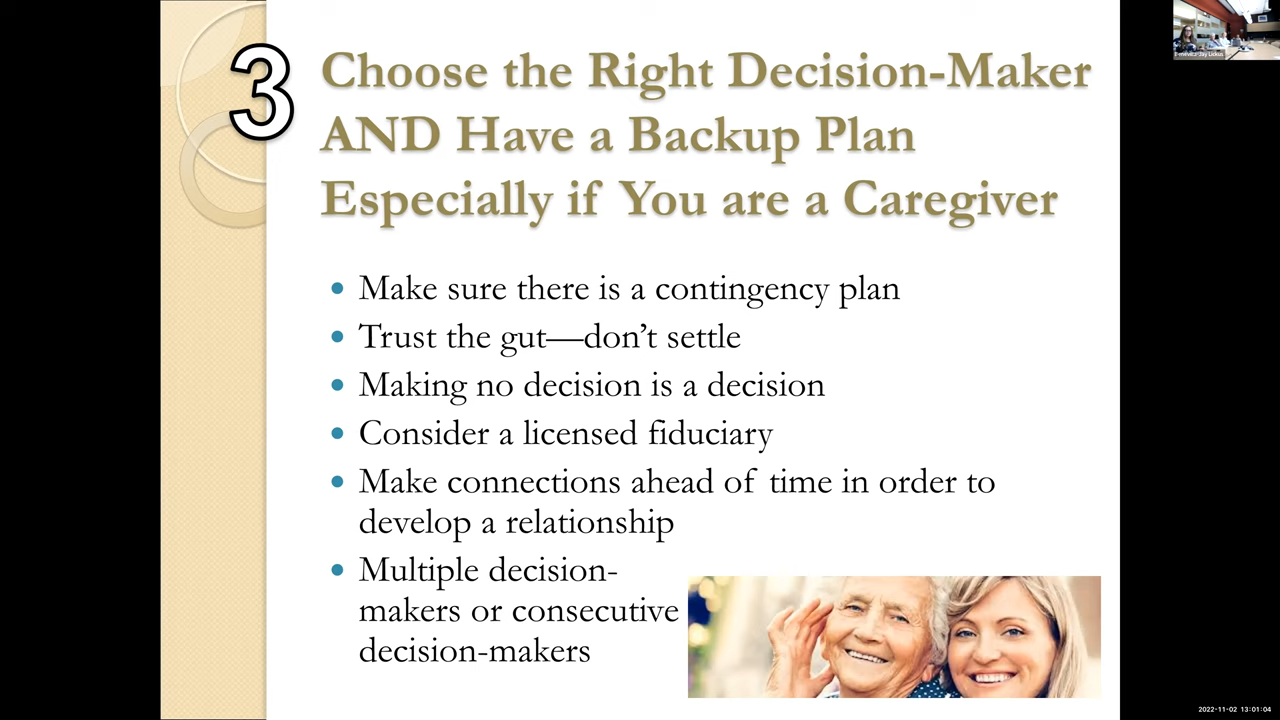 3
Choose the Right Decision-Maker
AND Have a Backup Plan
Especially if You are a Caregiver
• Make sure there is a contingency plan
• Trust the gut—don’t settle
• Making no decision is a decision
• Consider a licensed fiduciary
• Make connections ahead of time in order to
develop a relationship
• Multiple decision-
makers or consecutive
decision-makers
2022-11-02 13:01:04